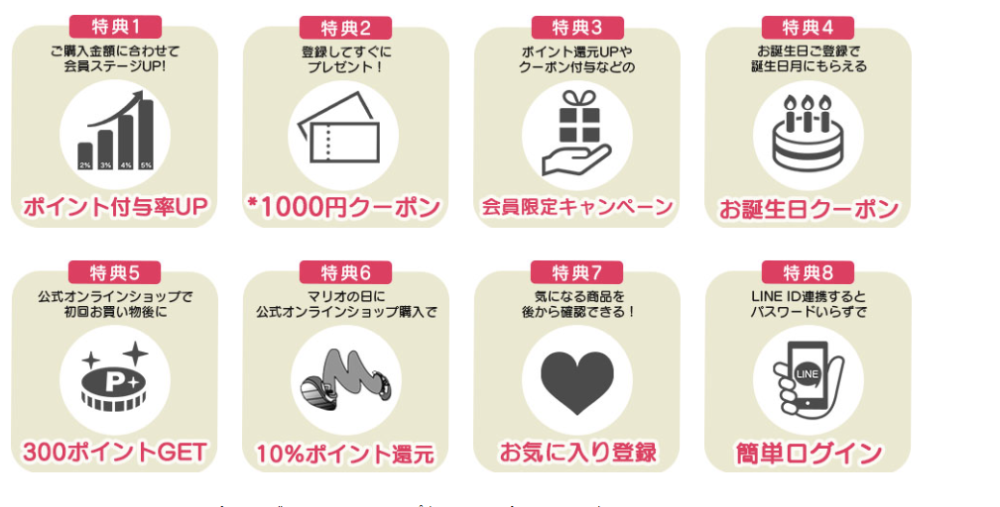 特典1
ご購入金額に合わせて
会員ステージUP!
2% 3% 4% 5%
ポイント付与率UP
特典2
登録してすぐに
プレゼント！
*1000円クーポン
特典3
ポイント還元UPや
クーポン付与などの
会員限定キャンペーン
特典4
お誕生日ご登録で
誕生日月にもらえる
お誕生日クーポン
特典5
公式オンラインショップで
初回お買い物後に
P
300ポイントGET
特典6
マリオの日に
公式オンラインショップ購入で
10%ポイント還元
特典7
気になる商品を
後から確認できる！
お気に入り登録
特典8
LINE ID連携すると
パスワードいらずで
LINE
簡単ログイン